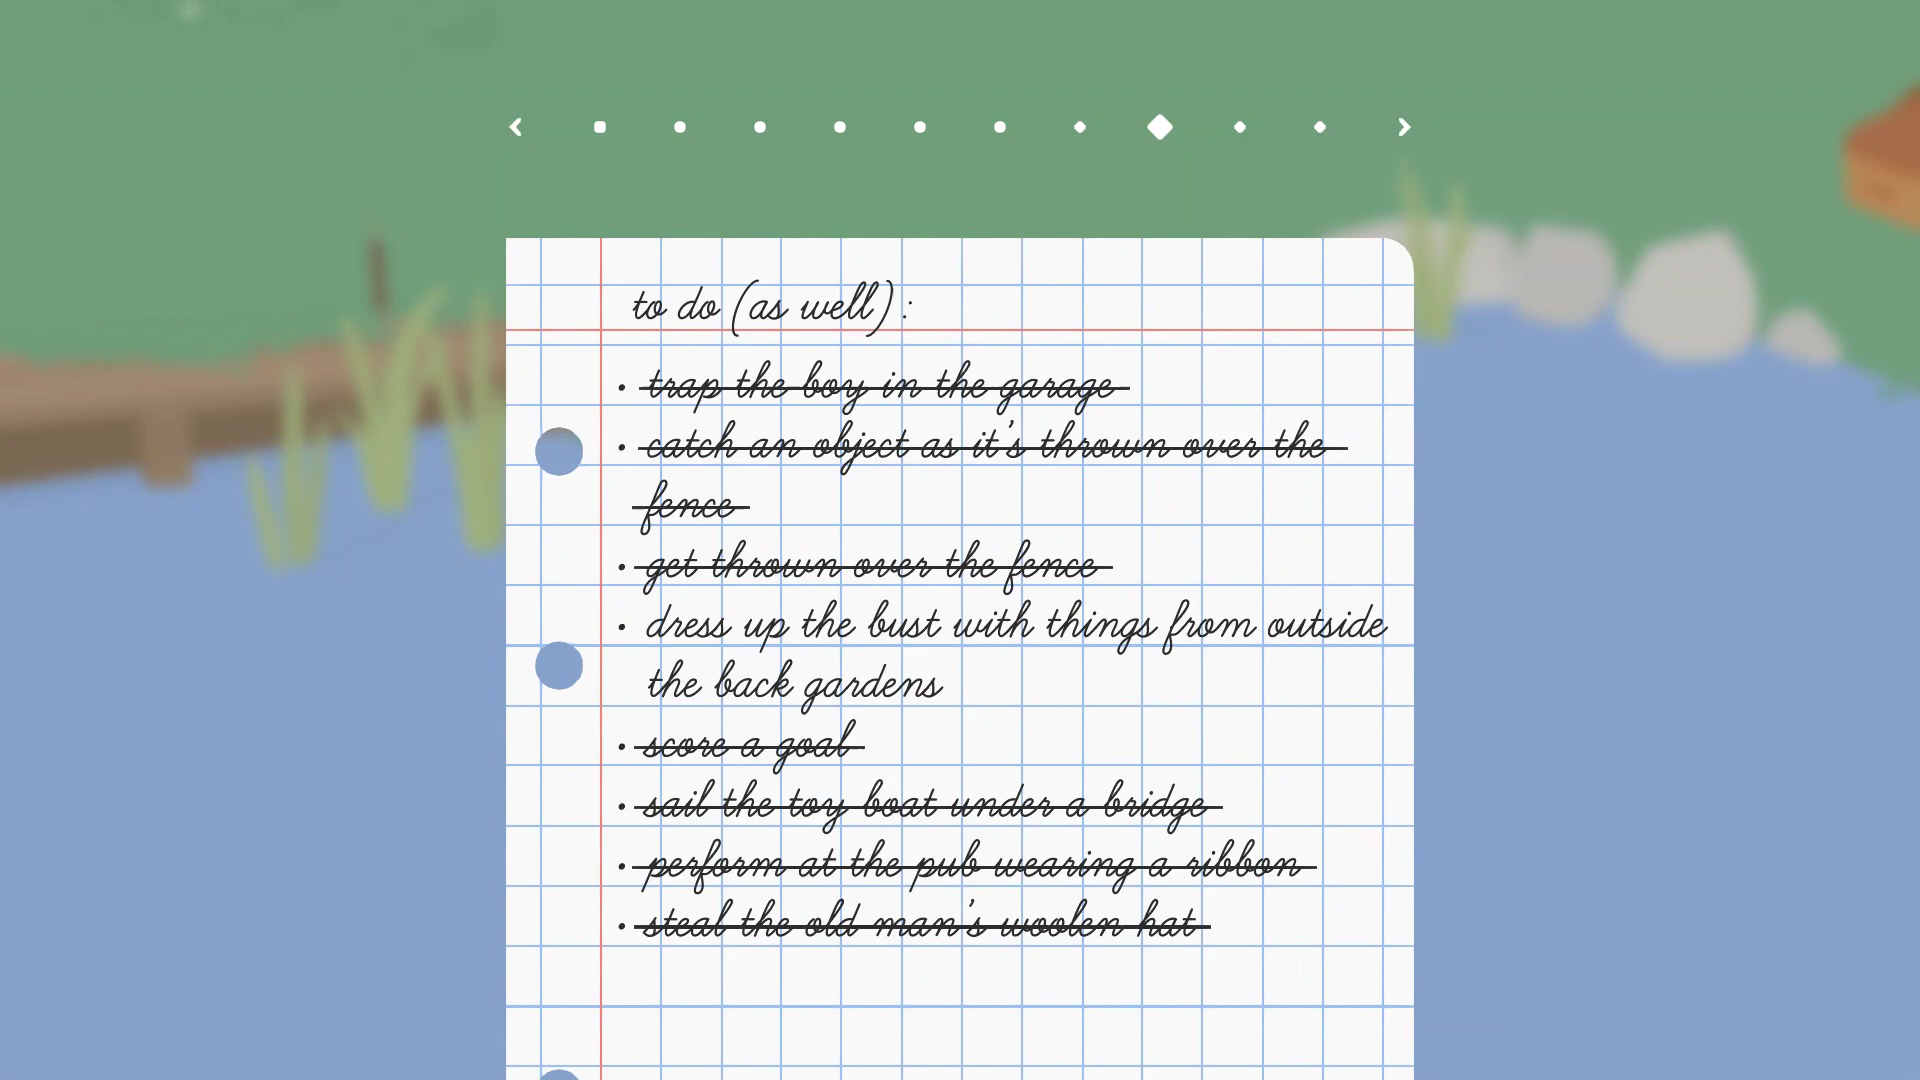 to do (as well) :
• trap the boy in the garage
• catch an object as it's thrown over the
fence
• get thrown over the fence
• dress up the bust with things from outside
the back gardens
• score a goal
• sail the toy boat under a bridge
• perform at the pub wearing a ribbon
• steal the old man's woolen hat